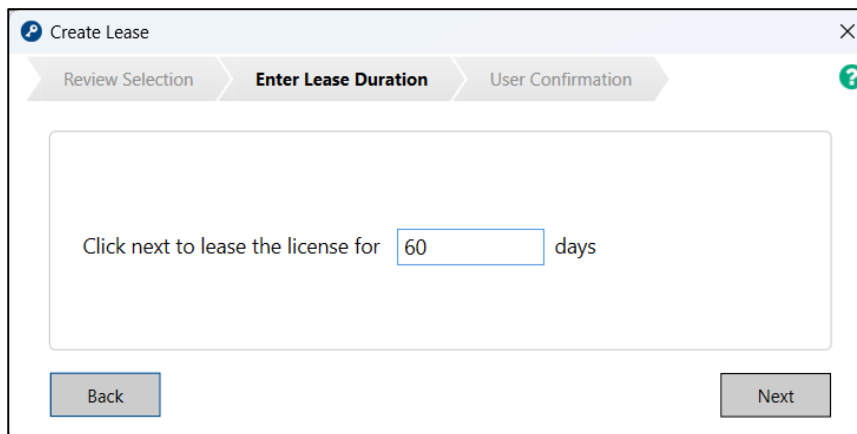 Create Lease
Review Selection Enter Lease Duration User Confirmation
Click next to lease the license for 60 days
Back Next